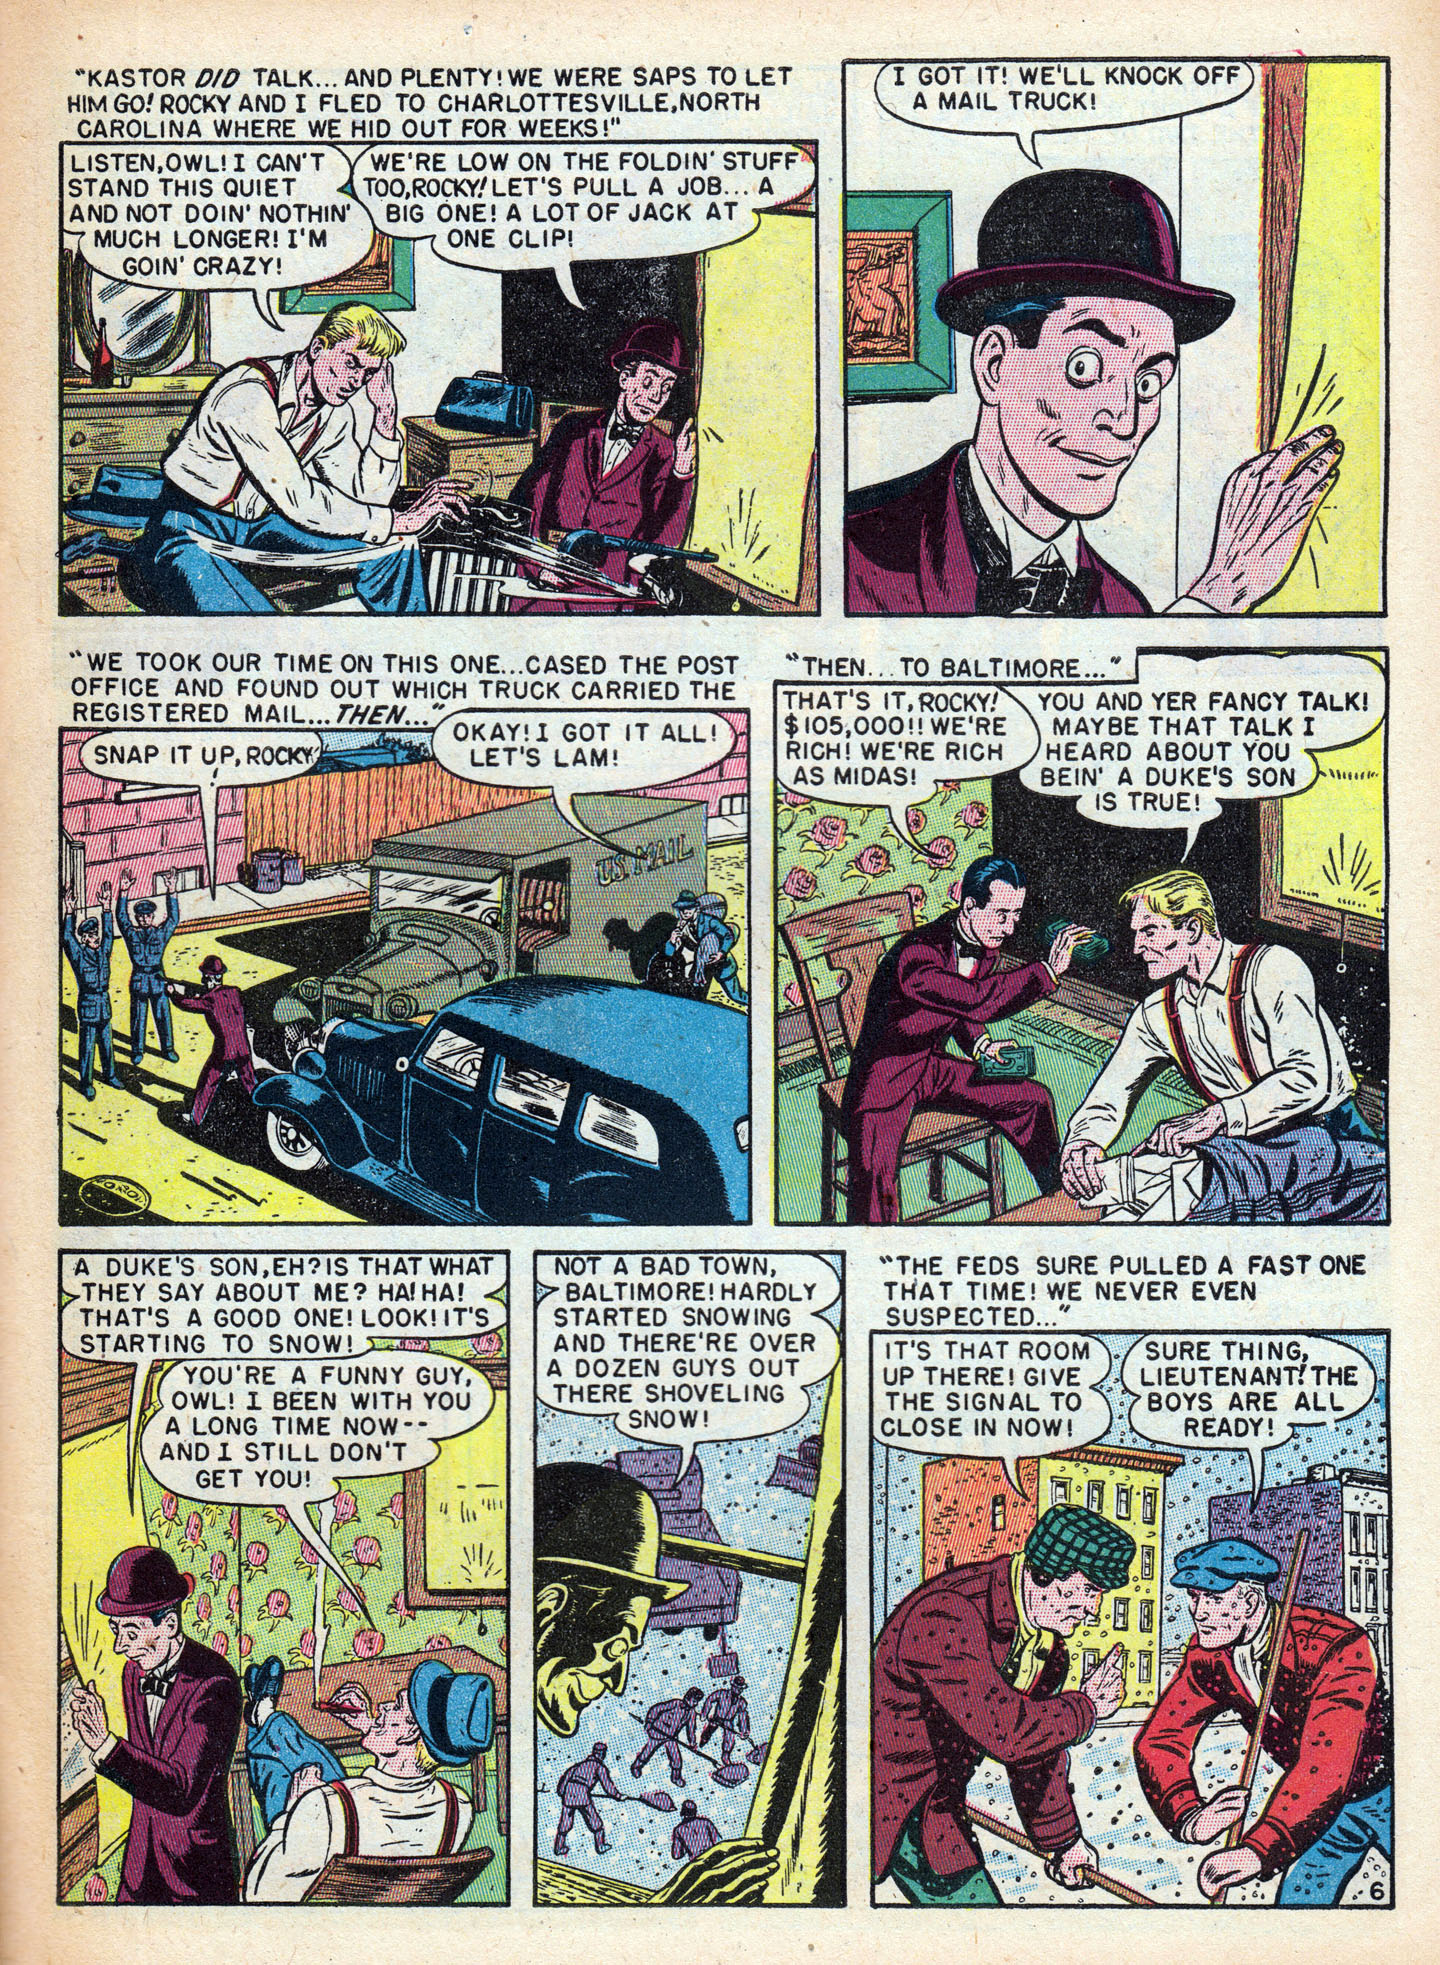 "KASTOR DID TALK...AND PLENTY! WE WERE SAPS TO LET
HIM GO! ROCKY AND I FLED TO CHARLOTTESVILLE, NORTH
CAROLINA WHERE WE HID OUT FOR WEEKS!"
LISTEN, OWL! I CAN'T
STAND THIS QUIET
AND NOT DOIN' NOTHIN'
MUCH LONGER! I'M
GOIN' CRAZY!
WE'RE LOW ON THE FOLDIN' STUFF
TOO, ROCKY! LET'S PULL A JOB...A
BIG ONE! A LOT OF JACK AT
ONE CLIP!
I GOT IT! WE'LL KNOCK OFF
A MAIL TRUCK!
"WE TOOK OUR TIME ON THIS ONE...CASED THE POST
OFFICE AND FOUND OUT WHICH TRUCK CARRIED THE
REGISTERED MAIL...THEN..."
SNAP IT UP, ROCKY
OKAY! I GOT IT ALL!
LET'S LAM!
U.S. MAIL
"THEN...TO BALTIMORE..."
THAT'S IT, ROCKY!
$105,000!! WE'RE
RICH! WE'RE RICH
AS MIDAS!
YOU AND YER FANCY TALK!
MAYBE THAT TALK I
HEARD ABOUT YOU
BEIN' A DUKE'S SON
IS TRUE!
A DUKE'S SON, EH? IS THAT WHAT
THEY SAY ABOUT ME? HA! HA!
THAT'S A GOOD ONE! LOOK! IT'S
STARTING TO SNOW!
YOU'RE A FUNNY GUY,
OWL! I BEEN WITH YOU
A LONG TIME NOW--
AND I STILL DON'T
GET YOU!
NOT A BAD TOWN,
BALTIMORE! HARDLY
STARTED SNOWING
AND THERE'RE OVER
A DOZEN GUYS OUT
THERE SHOVELING
SNOW!
"THE FEDS SURE PULLED A FAST ONE
THAT TIME! WE NEVER EVEN
SUSPECTED..."
IT'S THAT ROOM
UP THERE! GIVE
THE SIGNAL TO
CLOSE IN NOW!
SURE THING,
LIEUTENANT! THE
BOYS ARE ALL
READY!
6